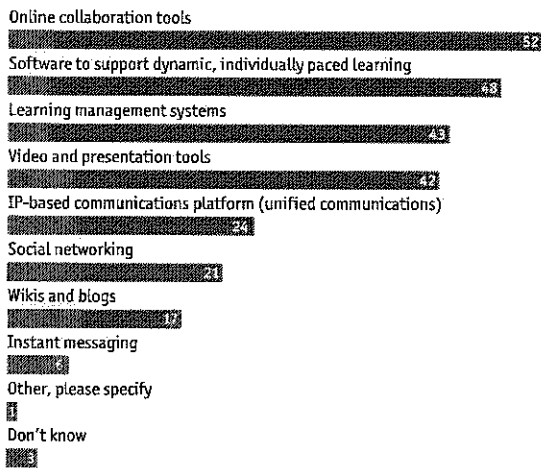 Online collaboration tools
52
Software to support dynamic, individually paced learning
48
Learning management systems
43
Video and presentation tools
42
IP-based communications platform (unified communications)
24
Social networking
21
Wikis and blogs
17
Instant messaging
6
Other, please specify
1
Don't know
3